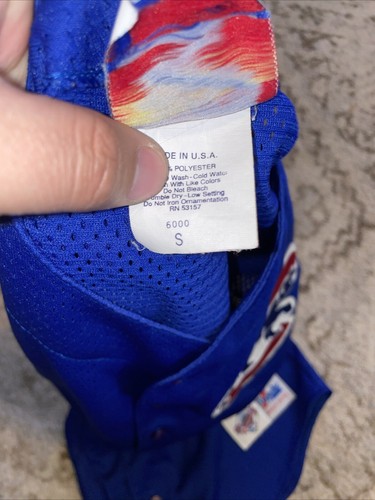 DE IN U.S.A.
% POLYESTER
Wash-Cold Water
h With Like Colors
Do Not Bleach
umble Dry-Low Setting
Do Not Iron Ornamentation
RN 53157
6000
S